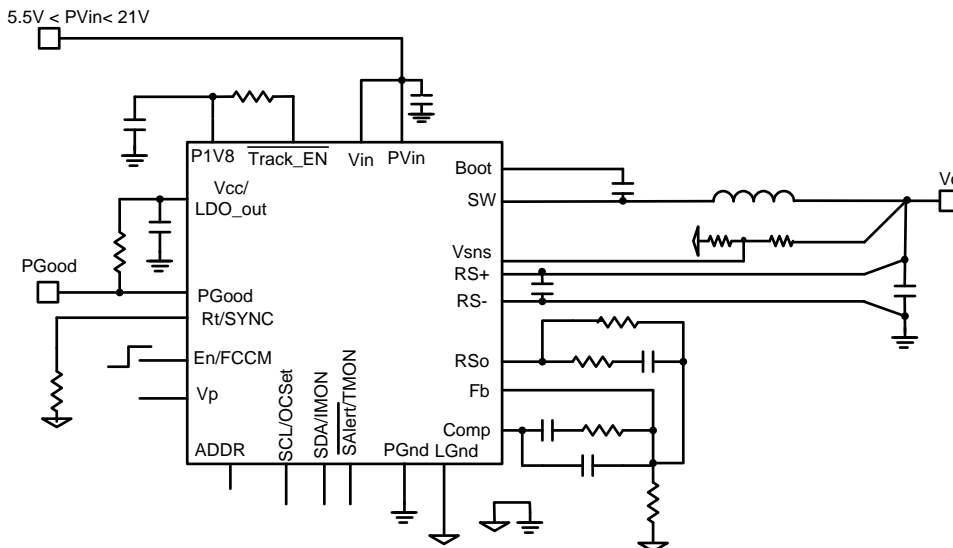 5.5V < PVin< 21V
P1V8
Track_EN
Vin
PVin
Boot
Vcc/
LDO_out
SW
Vsns
RS+
RS-
PGood
PGood
Rt/SYNC
En/FCCM
Vp
RSo
Fb
Comp
ADDR
SCL/OCSet
SDA/IMON
SAlert/TMON
PGnd
LGnd